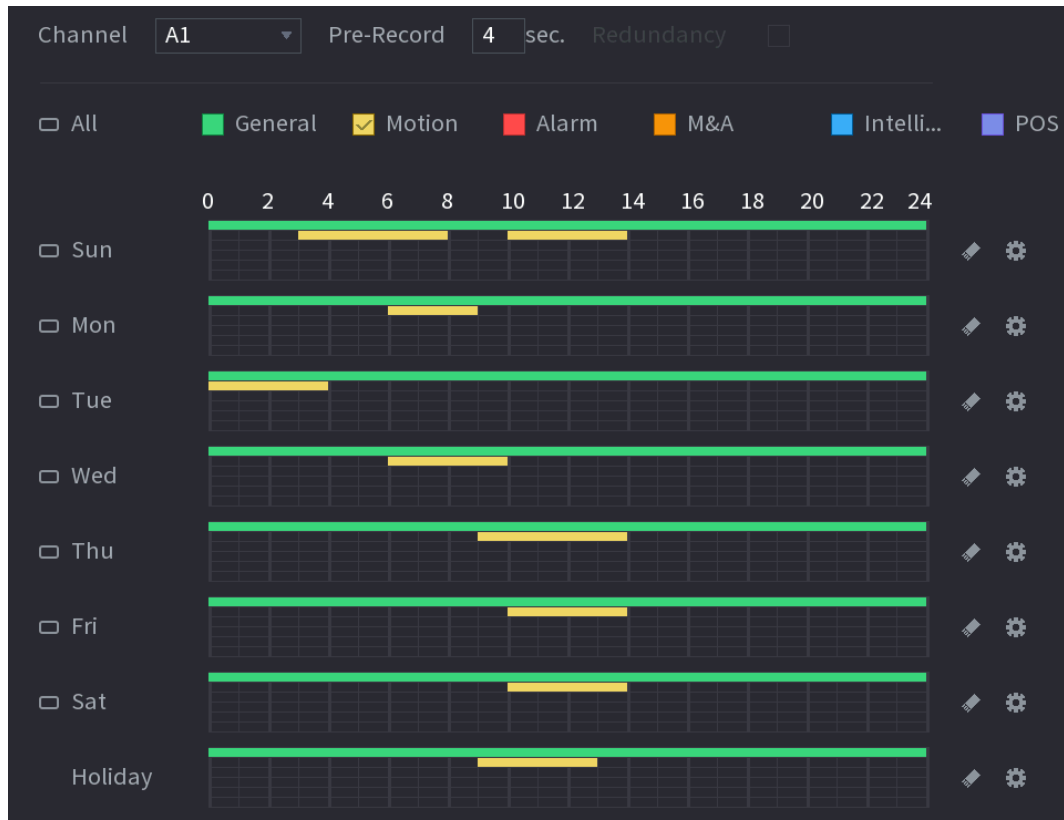 Channel A1 Pre-Record 4 sec. Redundancy
All General Motion Alarm M&A Intelli... POS
0 2 4 6 8 10 12 14 16 18 20 22 24
Sun
Mon
Tue
Wed
Thu
Fri
Sat
Holiday